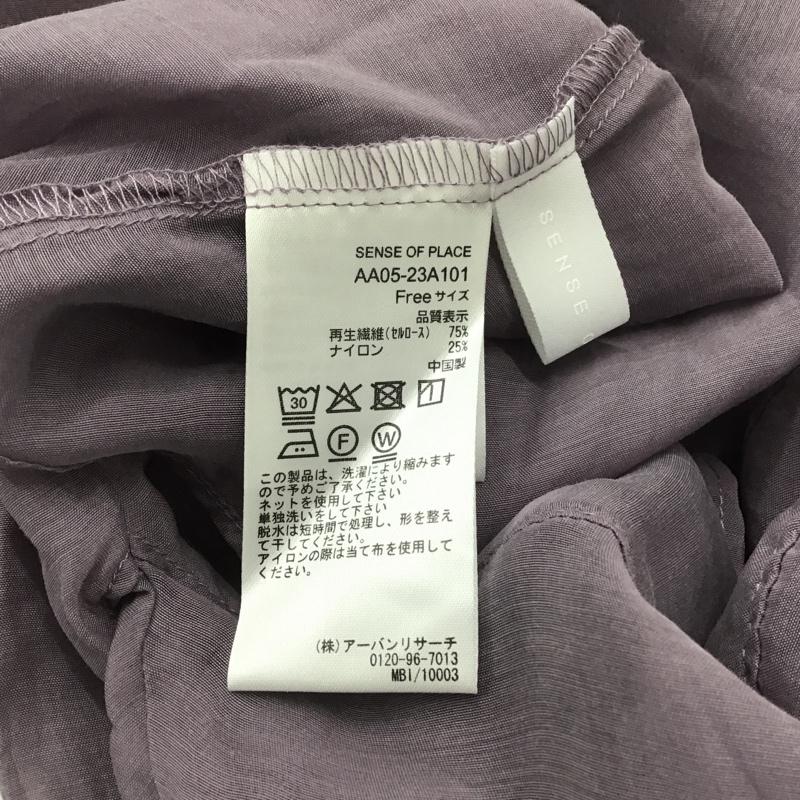 SENSE OF PLACE
AA05-23A101
Freeサイズ
品質表示
再生繊維(セルロース) 75%
ナイロン 25%
中国製
30
F W
この製品は、洗濯により縮みます
ので予めご了承ください。
ネットを使用して下さい
単独洗いをして下さい
脱水は短時間で処理し、形を整え
て干してください。
アイロンの際は当て布を使用して
ください。
(株)アーバンリサーチ
0120-96-7013
MBI/10003
SENSE O